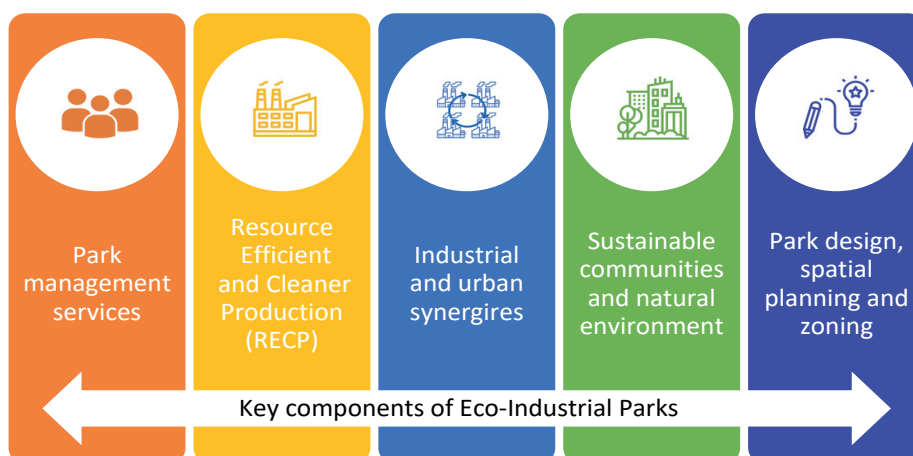 Park
management
services
Resource
Efficient
and Cleaner
Production
(RECP)
Industrial
and urban
synergires
Sustainable
communities
and natural
environment
Park design,
spatial
planning and
zoning
Key components of Eco-Industrial Parks